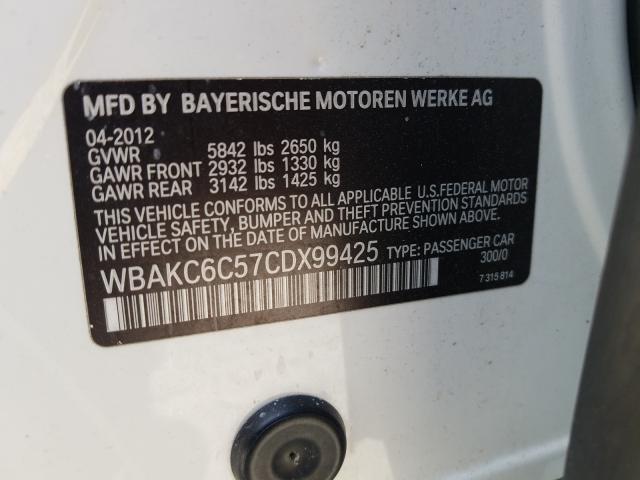 MFD BY BAYERISCHE MOTOREN WERKE AG
04-2012
GVWR 5842 lbs 2650 kg
GAWR FRONT 2932 lbs 1330 kg
GAWR REAR 3142 lbs 1425 kg
THIS VEHICLE CONFORMS TO ALL APPLICABLE U.S.FEDERAL MOTOR
VEHICLE SAFETY, BUMPER AND THEFT PREVENTION STANDARDS
IN EFFECT ON THE DATE OF MANUFACTURE SHOWN ABOVE.
WBAKC6C57CDX99425 TYPE: PASSENGER CAR
300/0
7 315 814